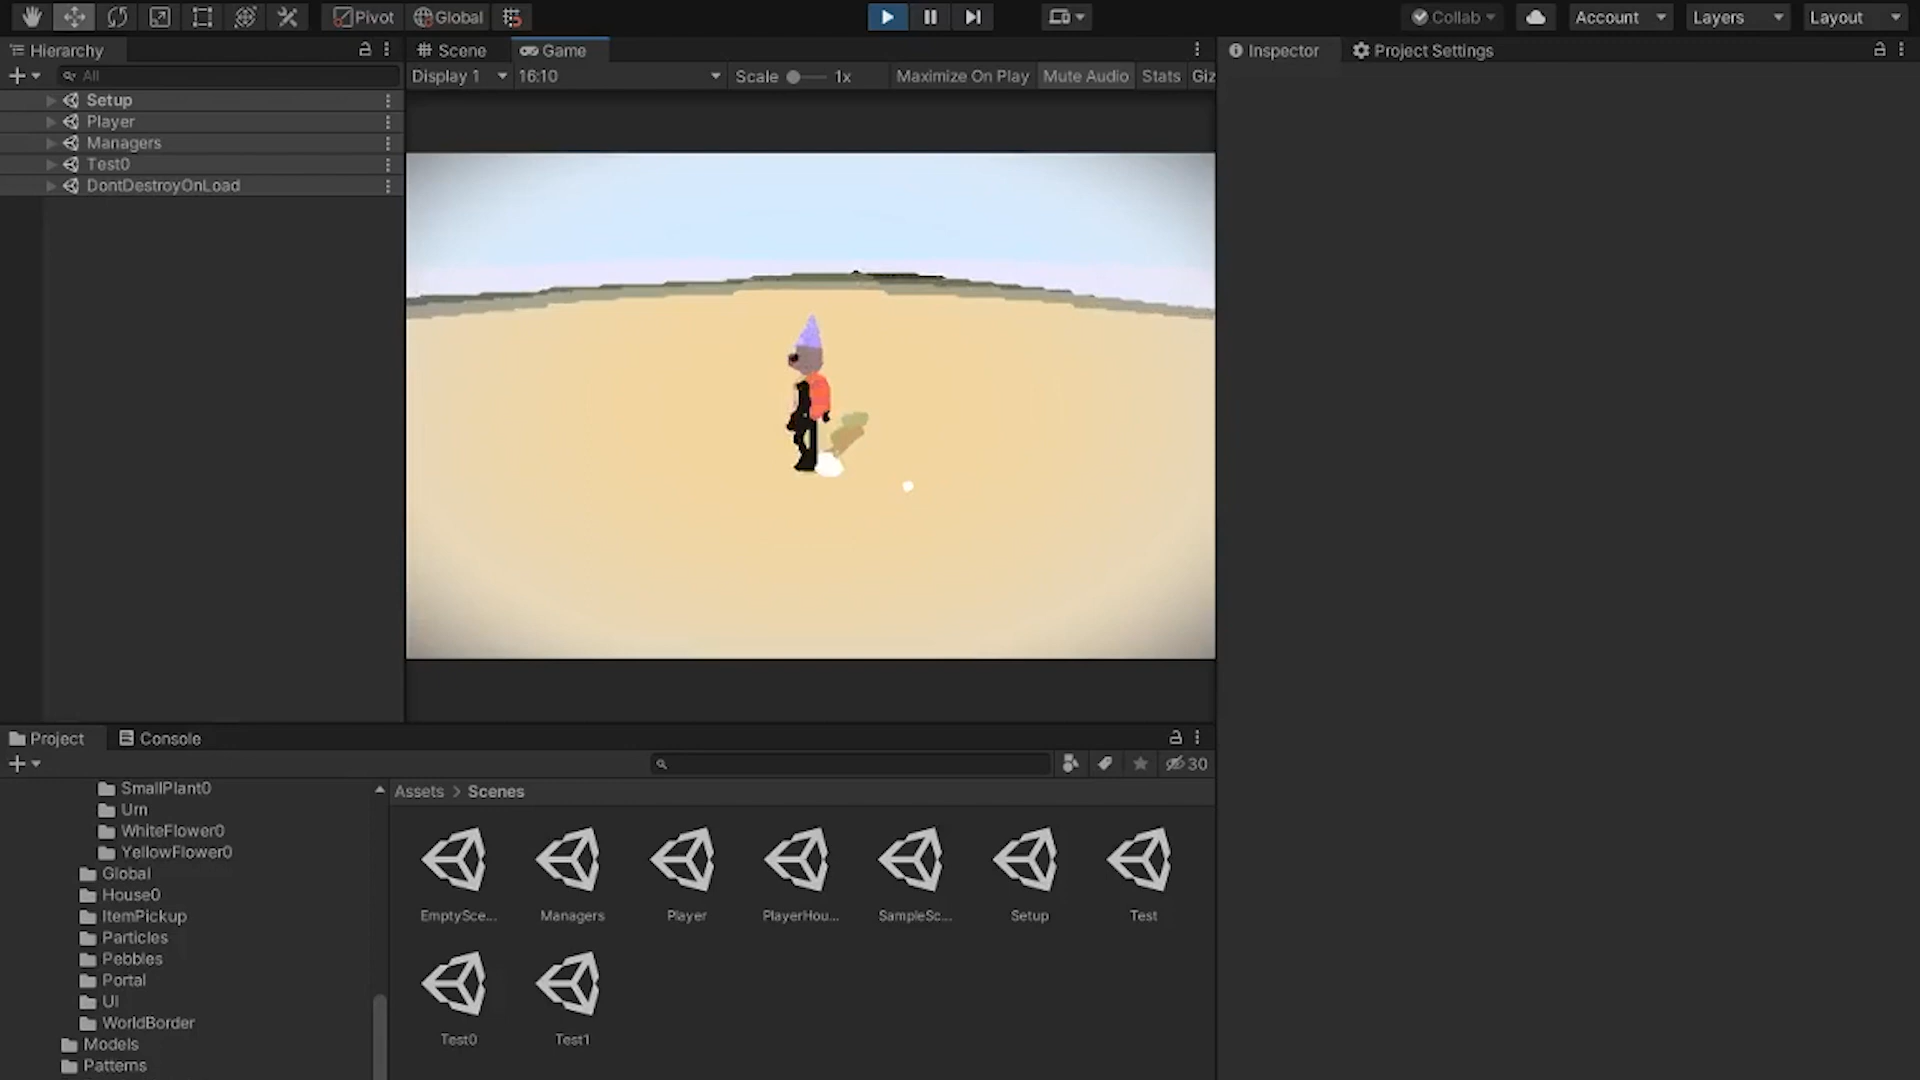 Pivot Global Collab Account Layers Layout
Hierarchy Scene Game Inspector Project Settings
All Display 1 16:10 Scale 1x Maximize On Play Mute Audio Stats Giz
Setup
Player
Managers
Test0
DontDestroyOnLoad
Project Console
30
Assets > Scenes
SmallPlant0
Urn
WhiteFlower0
YellowFlower0
Global
House0
ItemPickup
Particles
Pebbles
Portal
UI
WorldBorder
Models
Patterns
EmptySce... Managers Player PlayerHou... SampleSc... Setup Test
Test0 Test1